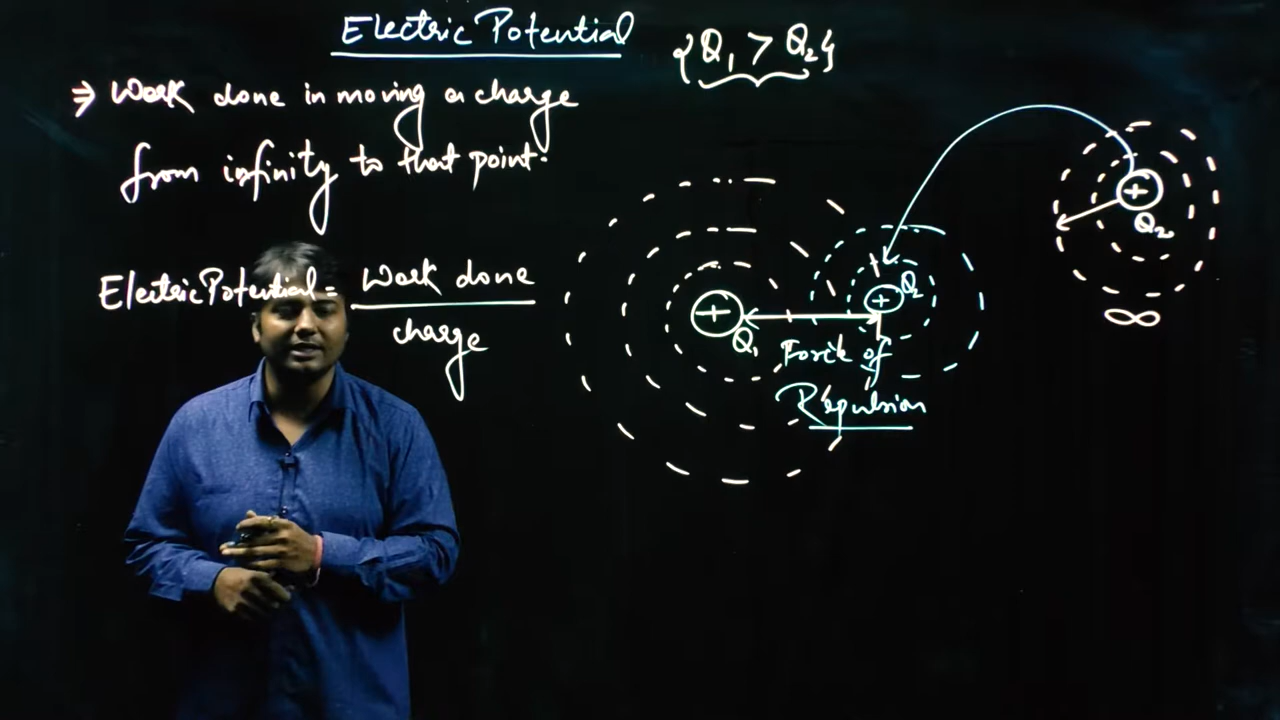 Electric Potential
{Q₁ > Q₂}
⇒ Work done in moving a charge
from infinity to that point.
Electric Potential = Work done
charge
+
Q₁
+
Q₂
+
Q₂
∞
Force of
Repulsion